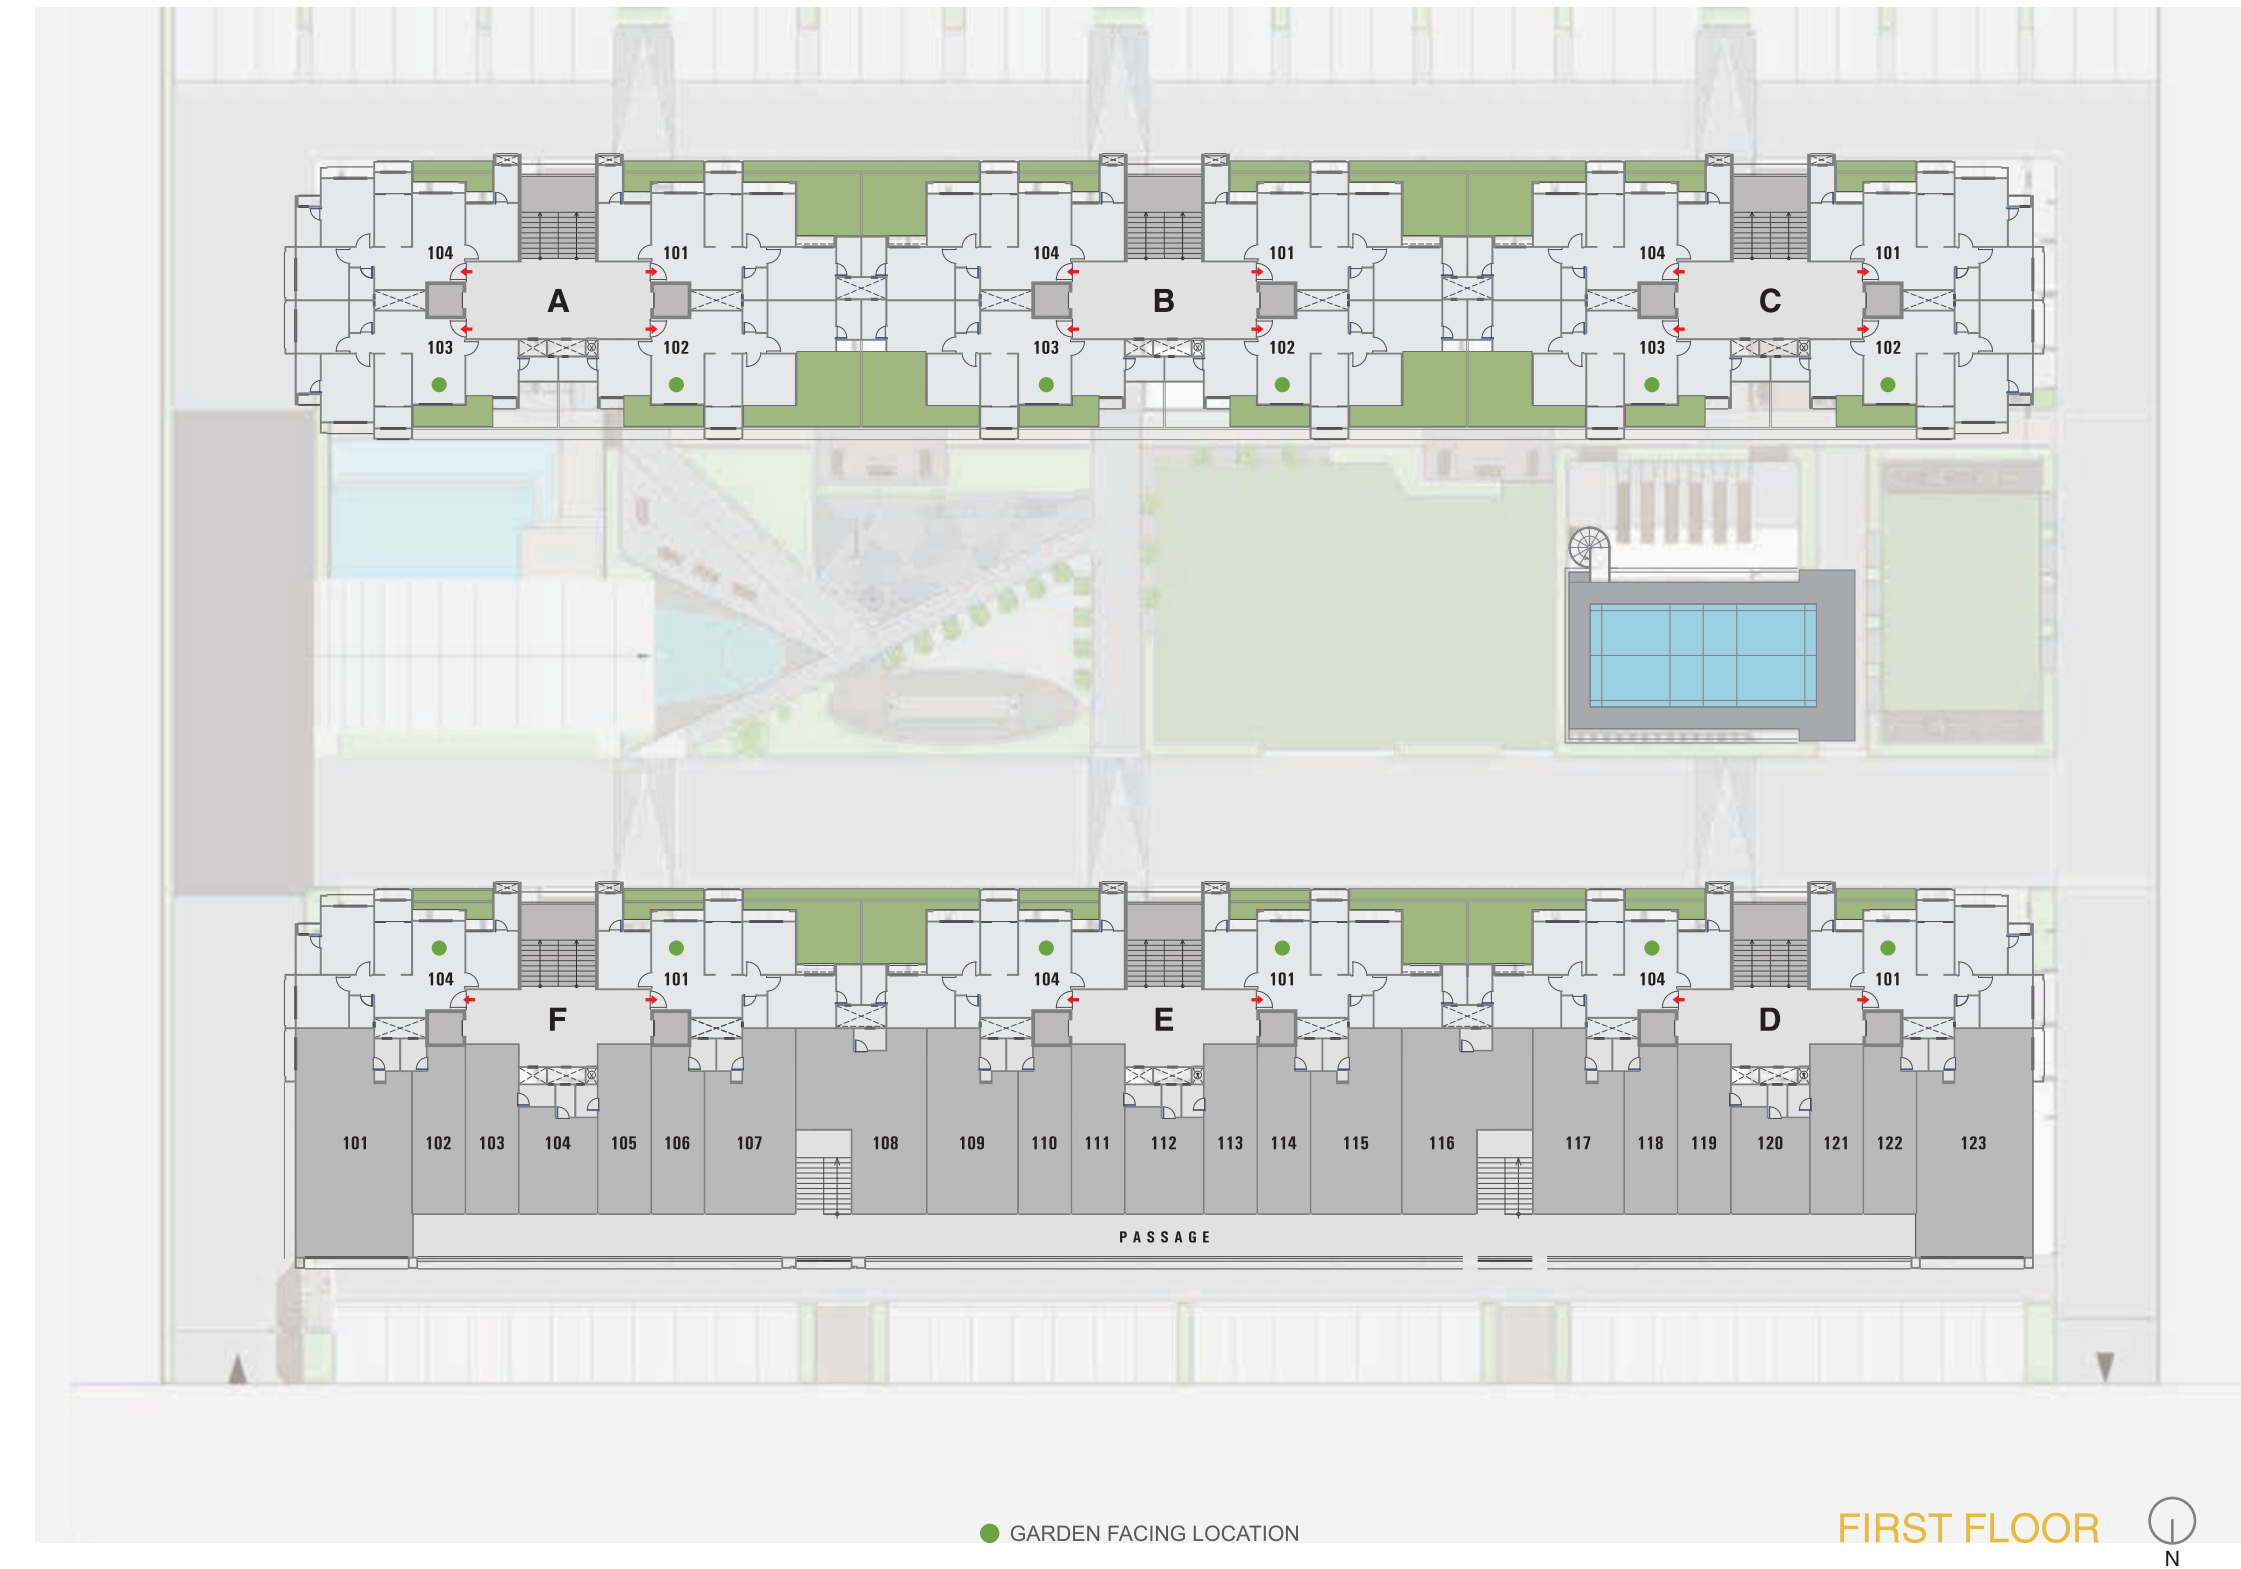 104 101 104 101 104 101
A B C
103 102 103 102 103 102
104 101 104 101 104 101
F E D
101 102 103 104 105 106 107 108 109 110 111 112 113 114 115 116 117 118 119 120 121 122 123
PASSAGE
GARDEN FACING LOCATION
FIRST FLOOR
N